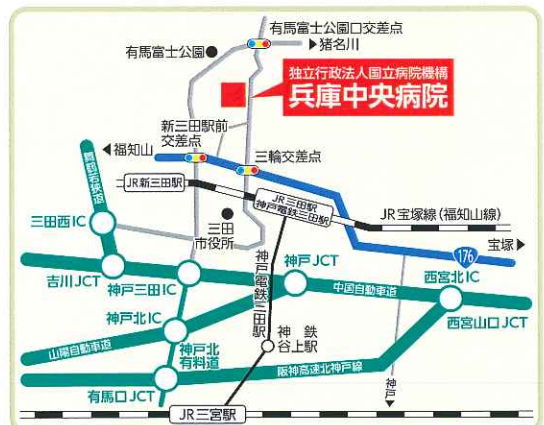 有馬富士公園口交差点
▶猪名川
有馬富士公園
独立行政法人国立病院機構
兵庫中央病院
新三田駅前
交差点
◀福知山
三輪交差点
舞鶴若狭道
JR新三田駅
JR三田駅
神戸電鉄三田駅
JR宝塚線(福知山線)
三田西IC
三田
市役所
宝塚▶
176
吉川JCT
神戸三田IC
神戸電鉄三田駅
神戸JCT
中国自動車道
西宮北IC
西宮山口JCT
神戸北IC
山陽自動車道
神戸北
有料道
神鉄
谷上駅
阪神高速北神戸線
神戸▶
有馬口JCT
JR三宮駅